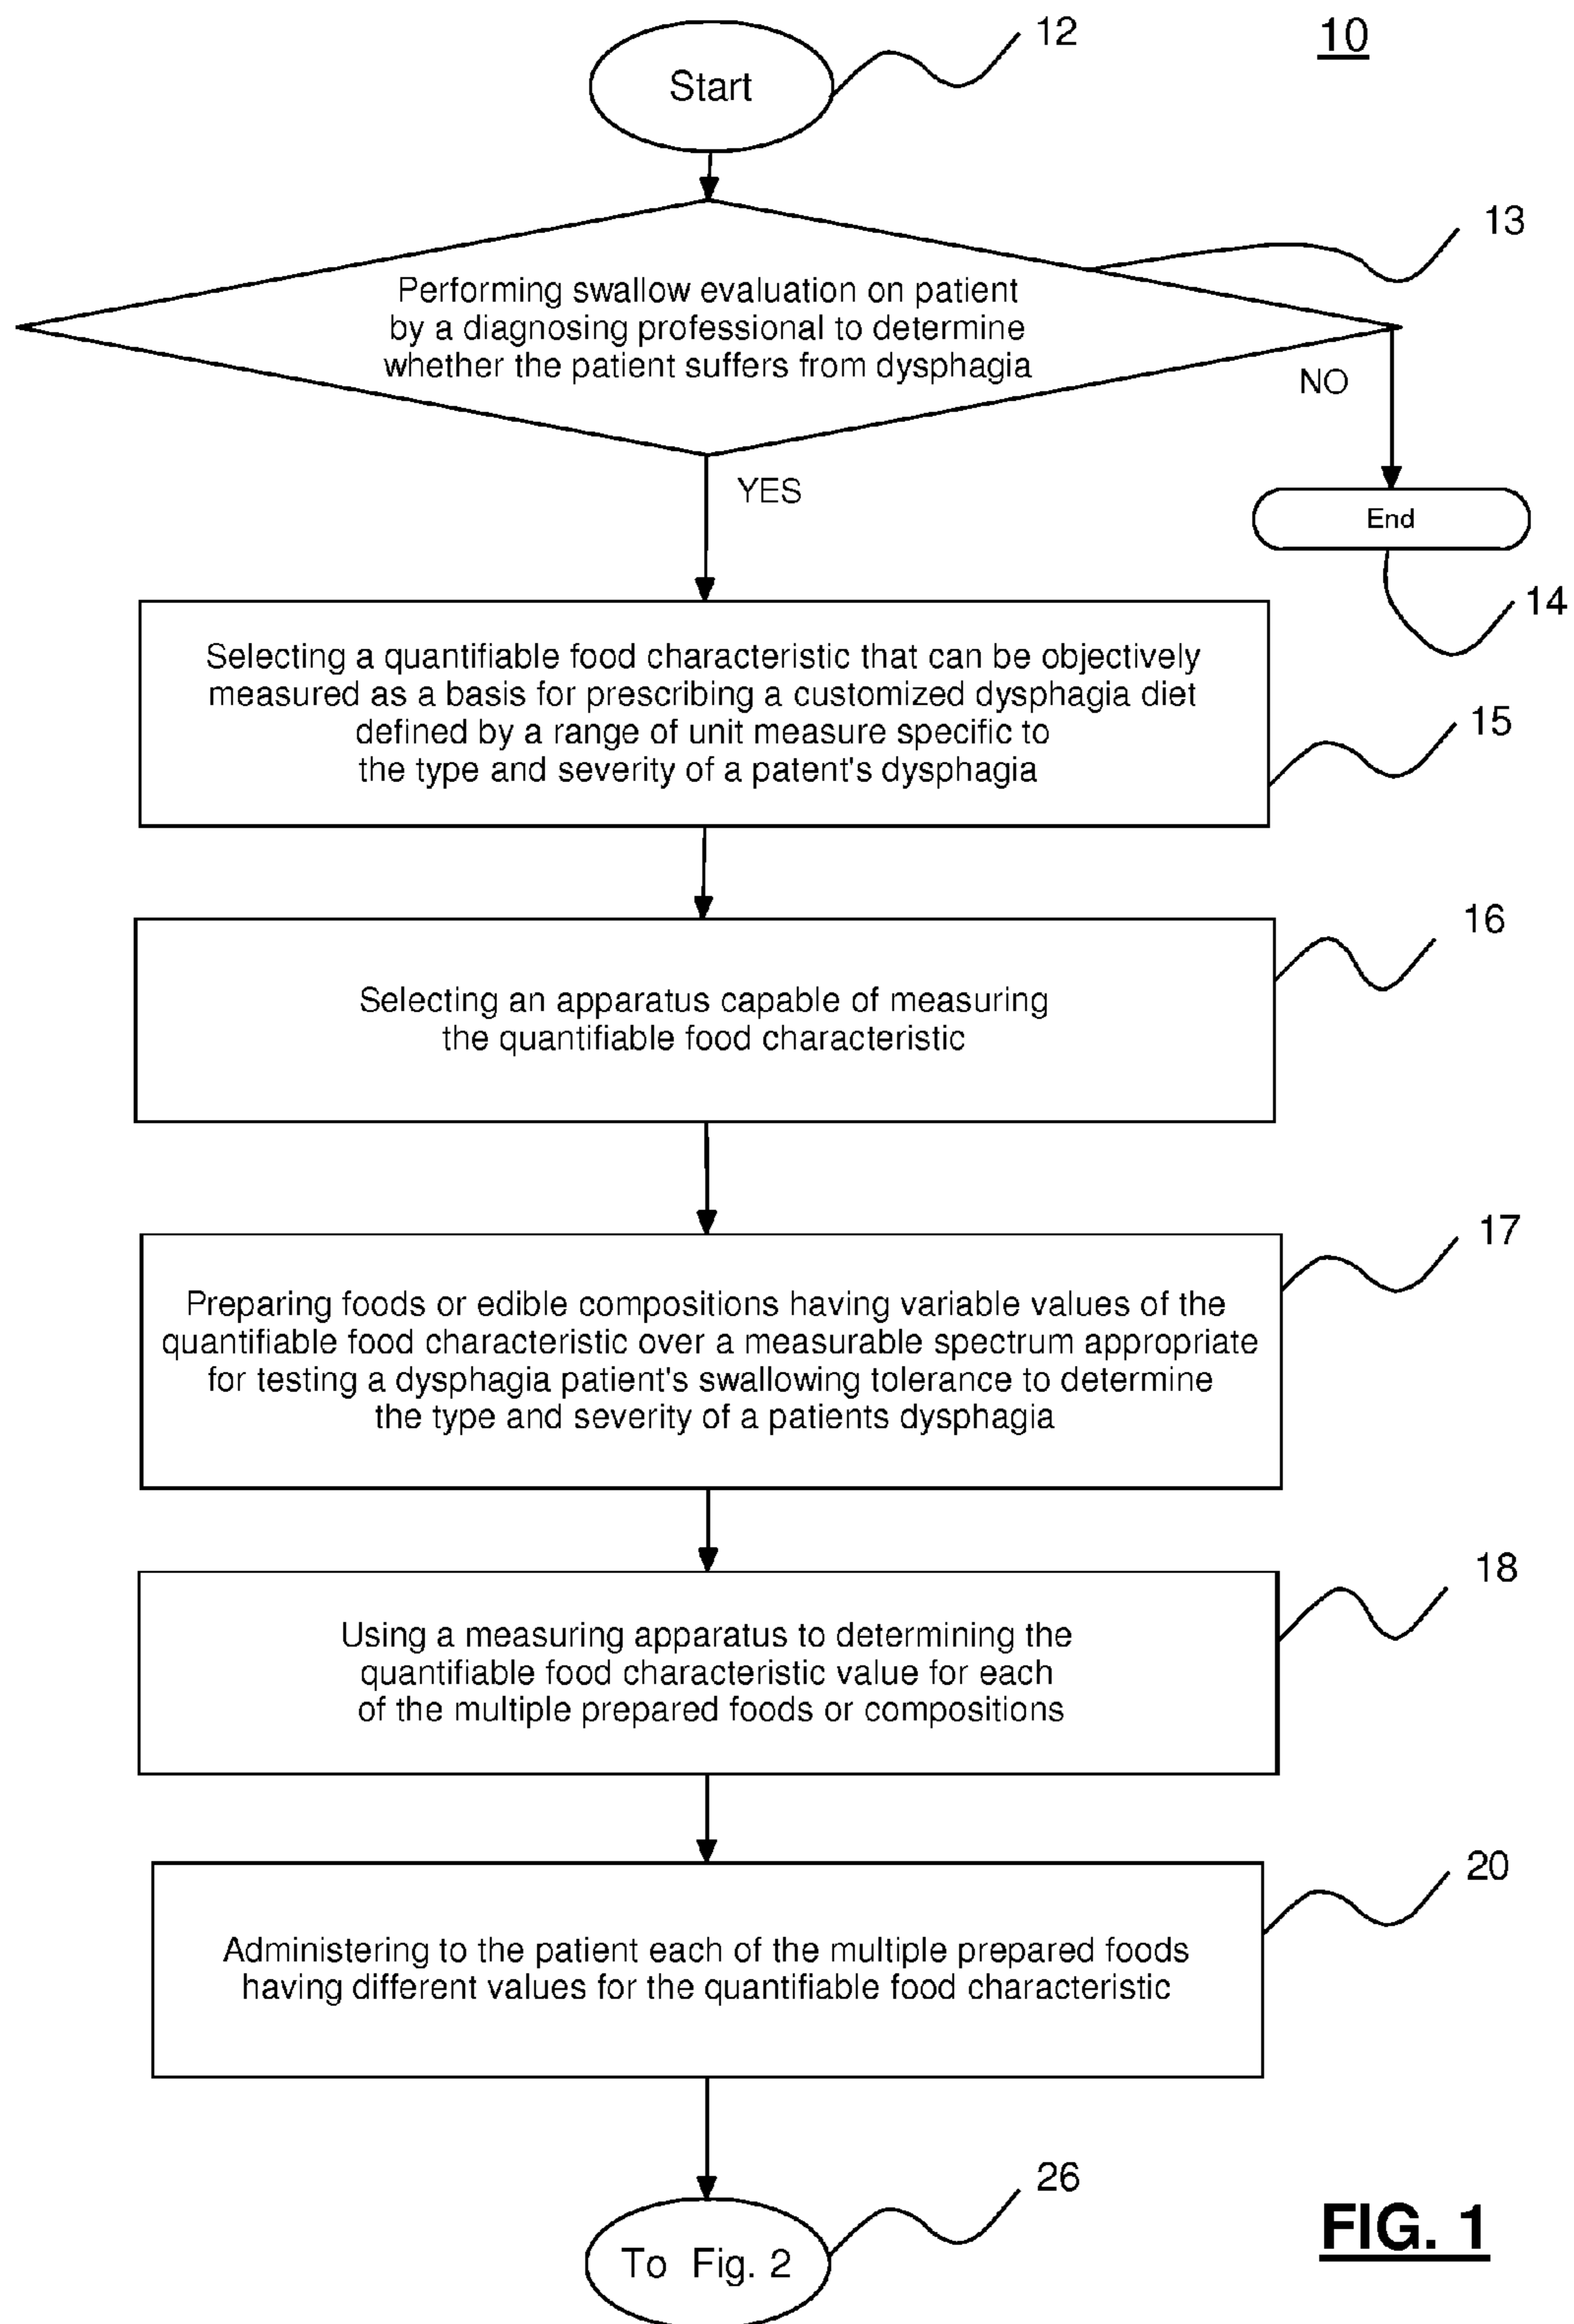 10
12
Start
13
Performing swallow evaluation on patient
by a diagnosing professional to determine
whether the patient suffers from dysphagia
NO
YES
End
14
Selecting a quantifiable food characteristic that can be objectively
measured as a basis for prescribing a customized dysphagia diet
defined by a range of unit measure specific to
the type and severity of a patent's dysphagia
15
16
Selecting an apparatus capable of measuring
the quantifiable food characteristic
17
Preparing foods or edible compositions having variable values of the
quantifiable food characteristic over a measurable spectrum appropriate
for testing a dysphagia patient's swallowing tolerance to determine
the type and severity of a patients dysphagia
18
Using a measuring apparatus to determining the
quantifiable food characteristic value for each
of the multiple prepared foods or compositions
20
Administering to the patient each of the multiple prepared foods
having different values for the quantifiable food characteristic
26
To Fig. 2
FIG. 1